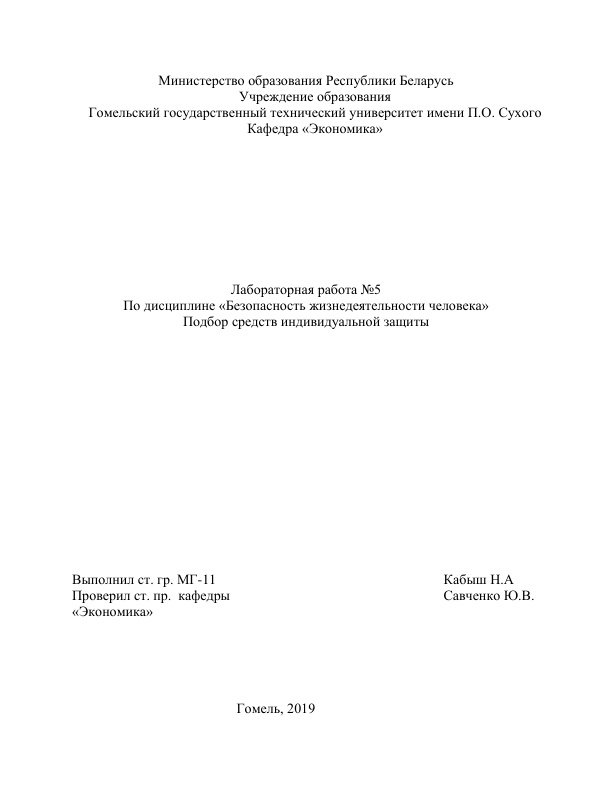 Министерство образования Республики Беларусь
Учреждение образования
Гомельский государственный технический университет имени П.О. Сухого
Кафедра «Экономика»
Лабораторная работа №5
По дисциплине «Безопасность жизнедеятельности человека»
Подбор средств индивидуальной защиты
Выполнил ст. гр. МГ-11 Кабыш Н.А
Проверил ст. пр. кафедры Савченко Ю.В.
«Экономика»
Гомель, 2019